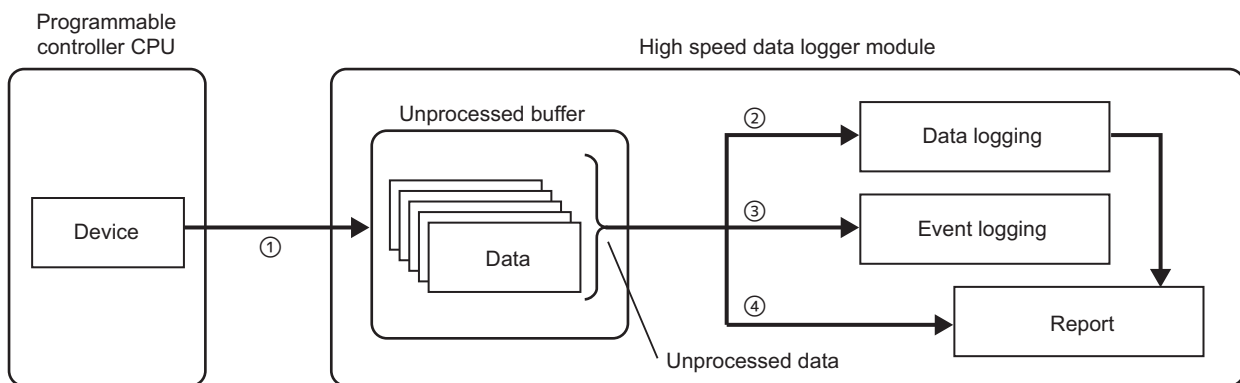 Programmable
controller CPU
High speed data logger module
Unprocessed buffer
②
Data logging
Device
①
Data
③
Event logging
④
Report
Unprocessed data